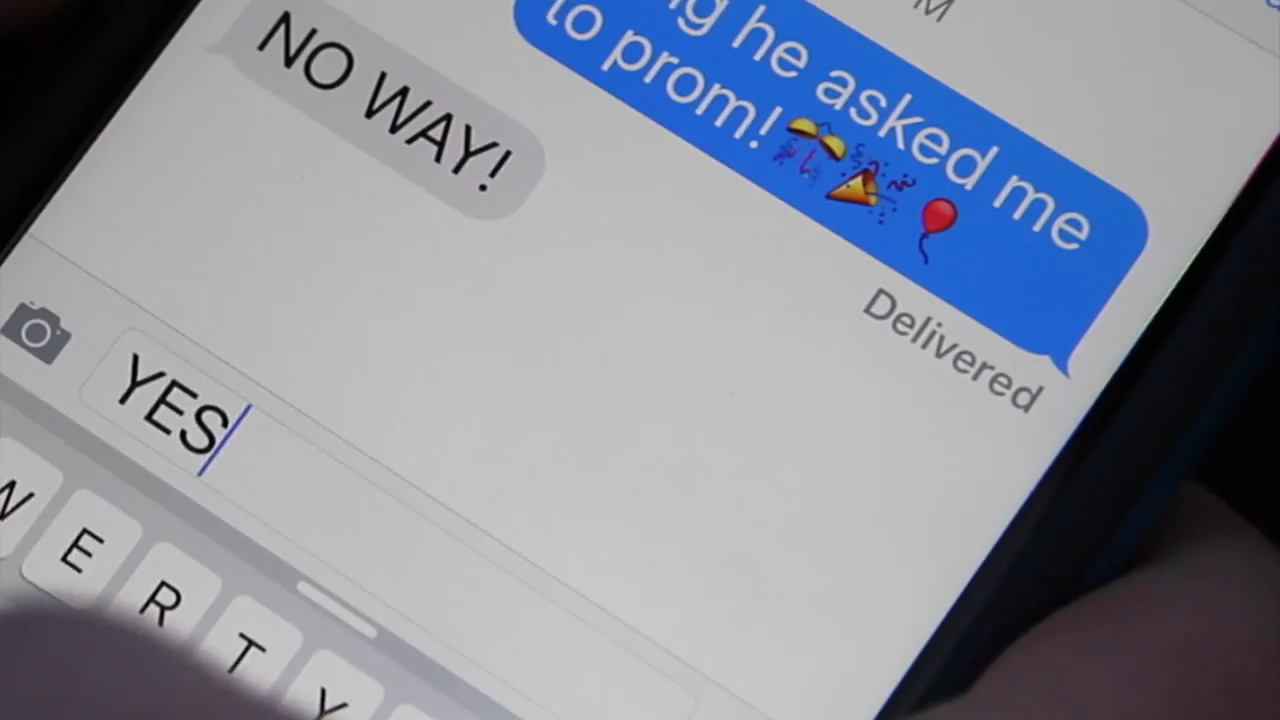 M
he asked me
to prom! 🎊🎉🎈
NO WAY!
Delivered
YES
W E R T Y